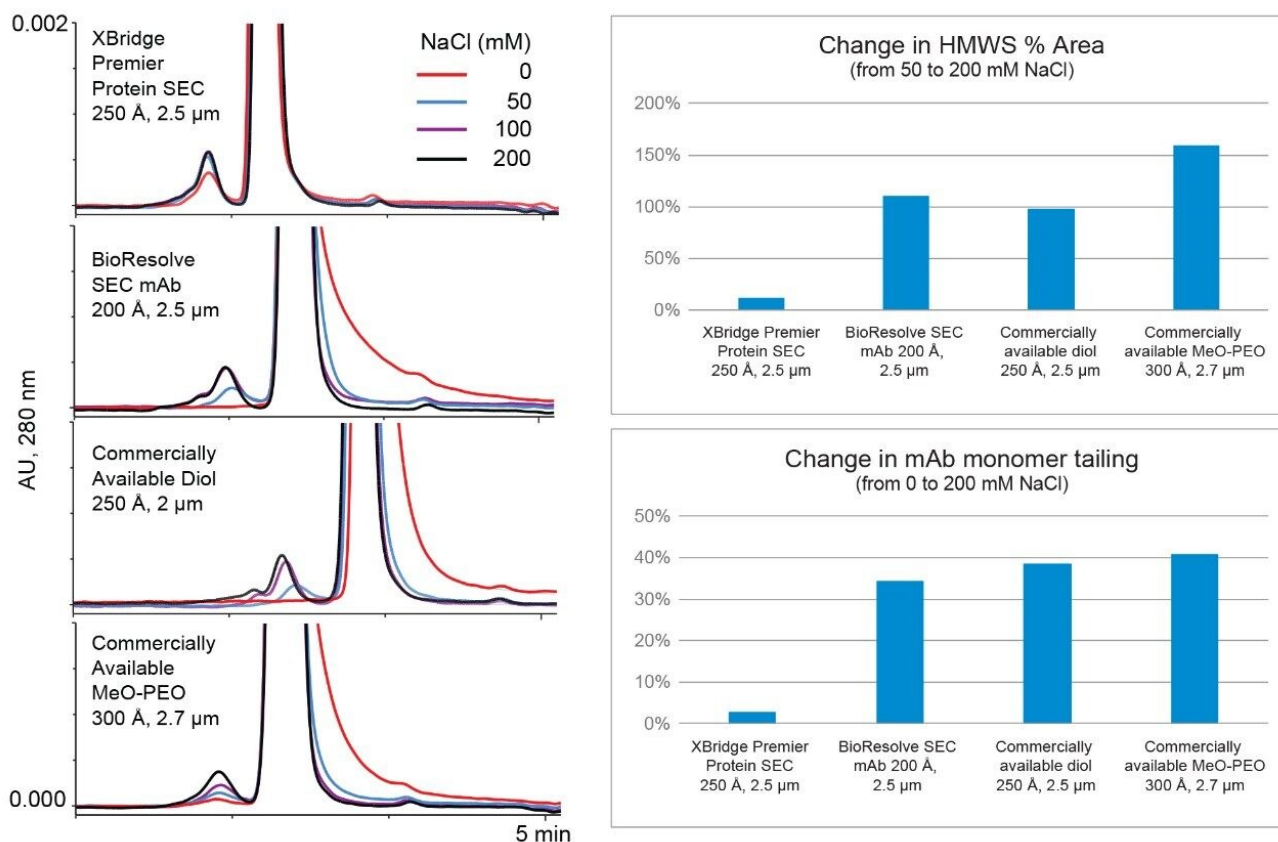 0.002
XBridge
Premier
Protein SEC
250 Å, 2.5 µm
NaCl (mM)
0
50
100
200
BioResolve
SEC mAb
200 Å, 2.5 µm
Commercially
Available Diol
250 Å, 2 µm
Commercially
Available
MeO-PEO
300 Å, 2.7 µm
AU, 280 nm
0.000
5 min
Change in HMWS % Area
(from 50 to 200 mM NaCl)
200%
150%
100%
50%
0%
XBridge Premier
Protein SEC
250 Å, 2.5 µm
BioResolve SEC
mAb 200 Å,
2.5 µm
Commercially
available diol
250 Å, 2.5 µm
Commercially
available MeO-PEO
300 Å, 2.7 µm
Change in mAb monomer tailing
(from 0 to 200 mM NaCl)
50%
40%
30%
20%
10%
0%
XBridge Premier
Protein SEC
250 Å, 2.5 µm
BioResolve SEC
mAb 200 Å,
2.5 µm
Commercially
available diol
250 Å, 2.5 µm
Commercially
available MeO-PEO
300 Å, 2.7 µm